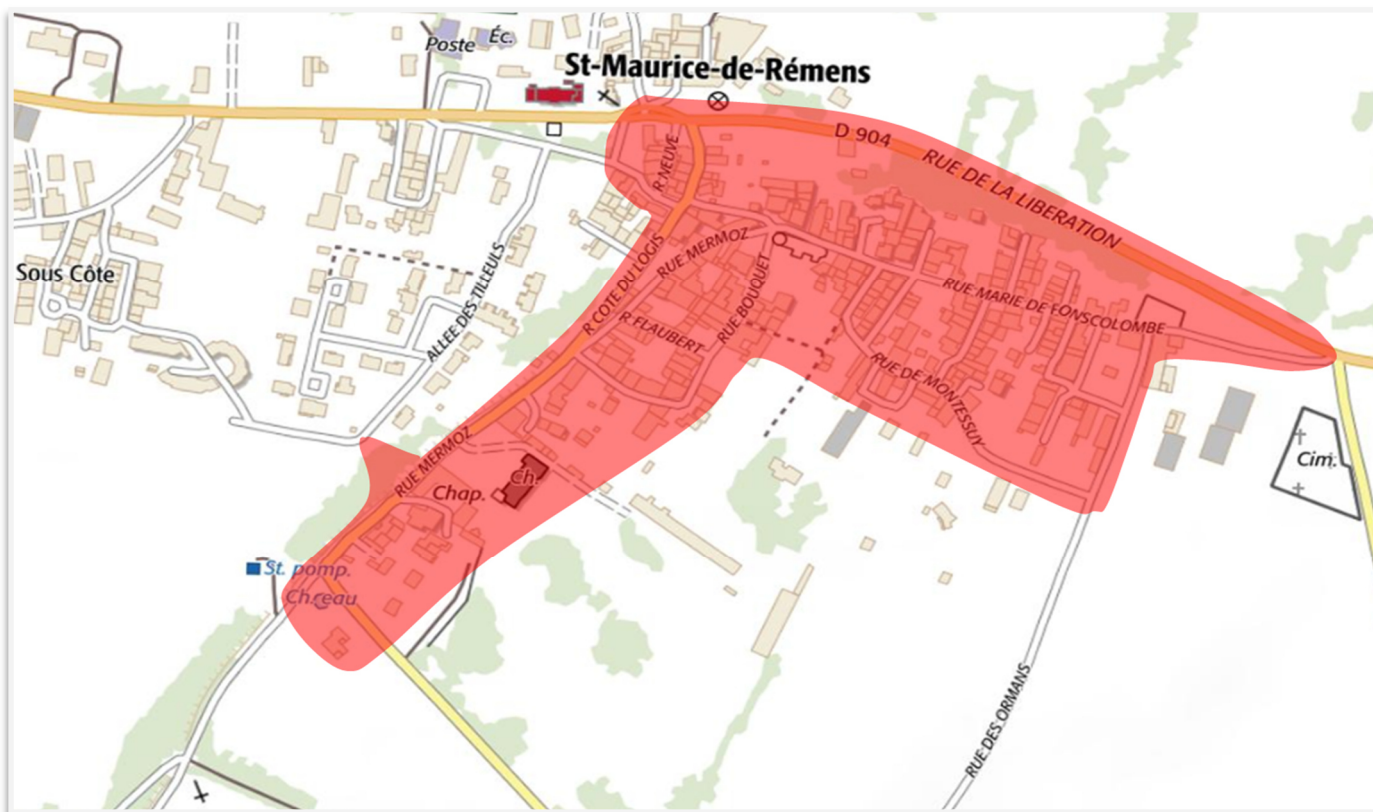 Poste
Éc.
St-Maurice-de-Rémens
D 904
RUE DE LA LIBERATION
R NEUVE
Sous Côte
ALLEE DES TILLEULS
R COTE DU LOGIS
RUE MERMOZ
RUE BOUQUET
R FLAUBERT
RUE MARIE DE FONSCOLOMBE
RUE DE MONTESSUY
RUE MERMOZ
Chap.
Ch.
Cim.
St. pomp.
Ch. eau
RUE DES ORMANS